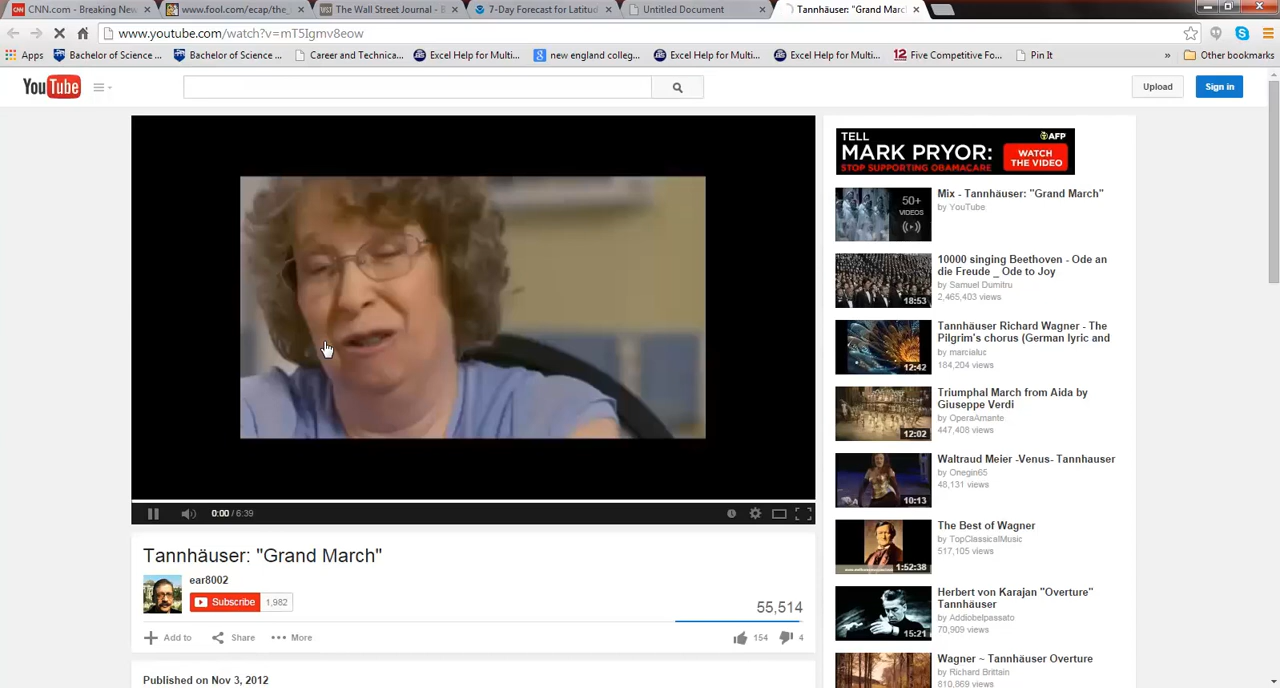 CNN.com - Breaking New
www.fool.com/ecap/the_
The Wall Street Journal - B
7-Day Forecast for Latitud
Untitled Document
Tannhäuser: "Grand Marc
www.youtube.com/watch?v=mT5Igmv8eow
Apps
Bachelor of Science ...
Bachelor of Science ...
Career and Technica...
Excel Help for Multi...
new england colleg...
Excel Help for Multi...
Excel Help for Multi...
12 Five Competitive Fo...
Pin It
»
Other bookmarks
YouTube
Upload
Sign in
TELL
MARK PRYOR:
STOP SUPPORTING OBAMACARE
AFP
WATCH
THE VIDEO
50+
VIDEOS
Mix - Tannhäuser: "Grand March"
by YouTube
10000 singing Beethoven - Ode an
die Freude _ Ode to Joy
by Samuel Dumitru
2,465,403 views
18:53
Tannhäuser Richard Wagner - The
Pilgrim's chorus (German lyric and
by marcialuc
184,204 views
12:42
Triumphal March from Aida by
Giuseppe Verdi
by OperaAmante
447,408 views
12:02
Waltraud Meier -Venus- Tannhauser
by Onegin65
48,131 views
10:13
The Best of Wagner
by TopClassicalMusic
517,105 views
1:52:38
Herbert von Karajan "Overture"
Tannhäuser
by Addiobelpassato
70,909 views
15:21
Wagner ~ Tannhäuser Overture
by Richard Brittain
810,869 views
0:00 / 6:39
Tannhäuser: "Grand March"
ear8002
Subscribe
1,982
55,514
Add to
Share
More
154
4
Published on Nov 3, 2012